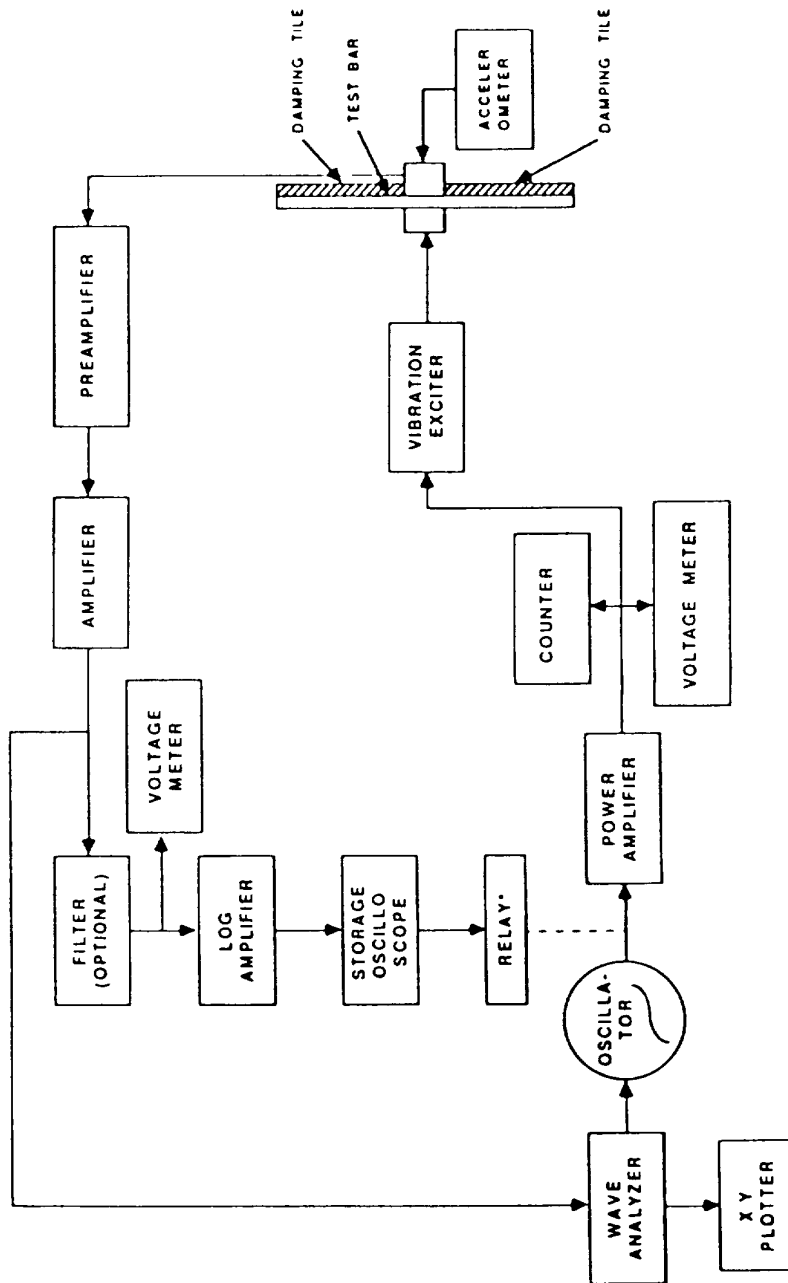 DAMPING TILE
TEST BAR
ACCELER
OMETER
DAMPING TILE
PREAMPLIFIER
VIBRATION
EXCITER
AMPLIFIER
COUNTER
VOLTAGE METER
VOLTAGE
METER
POWER
AMPLIFIER
FILTER
(OPTIONAL)
LOG
AMPLIFIER
STORAGE
OSCILLO
SCOPE
RELAY*
OSCILLA-
TOR
WAVE
ANALYZER
X Y
PLOTTER